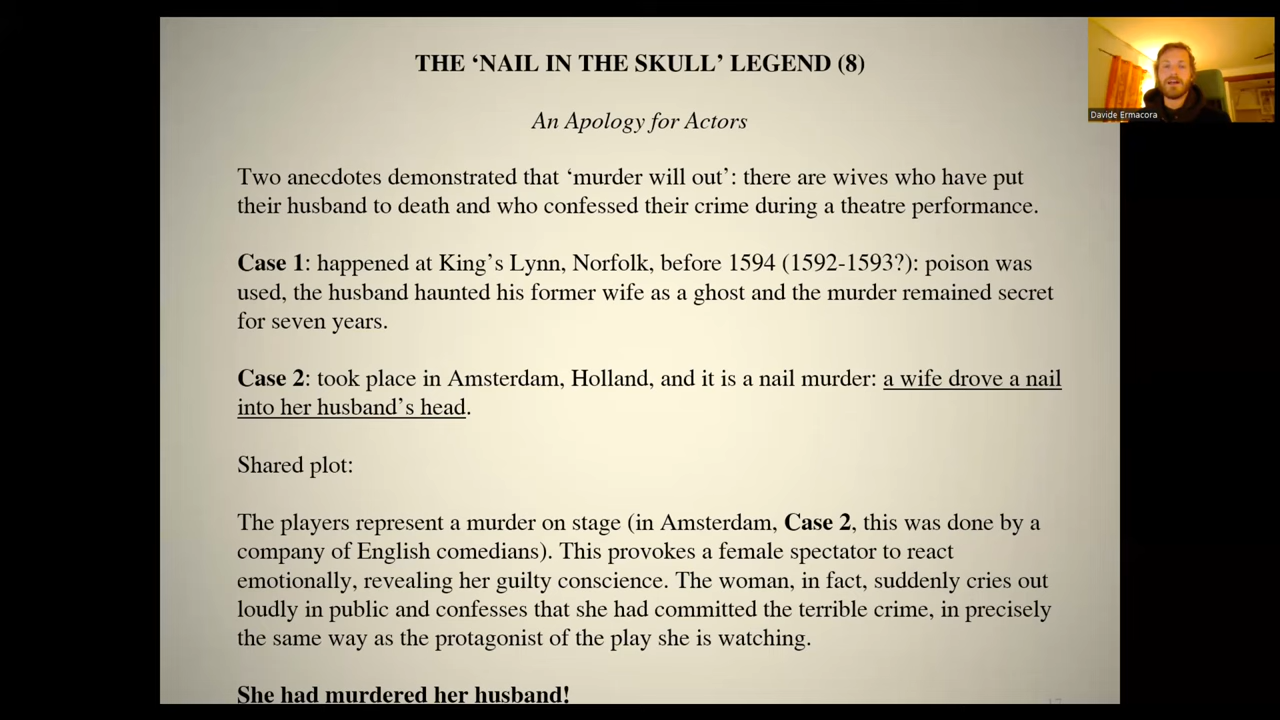 THE ‘NAIL IN THE SKULL’ LEGEND (8)
Davide Ermacora
An Apology for Actors
Two anecdotes demonstrated that ‘murder will out’: there are wives who have put
their husband to death and who confessed their crime during a theatre performance.
Case 1: happened at King’s Lynn, Norfolk, before 1594 (1592-1593?): poison was
used, the husband haunted his former wife as a ghost and the murder remained secret
for seven years.
Case 2: took place in Amsterdam, Holland, and it is a nail murder: a wife drove a nail
into her husband’s head.
Shared plot:
The players represent a murder on stage (in Amsterdam, Case 2, this was done by a
company of English comedians). This provokes a female spectator to react
emotionally, revealing her guilty conscience. The woman, in fact, suddenly cries out
loudly in public and confesses that she had committed the terrible crime, in precisely
the same way as the protagonist of the play she is watching.
She had murdered her husband!